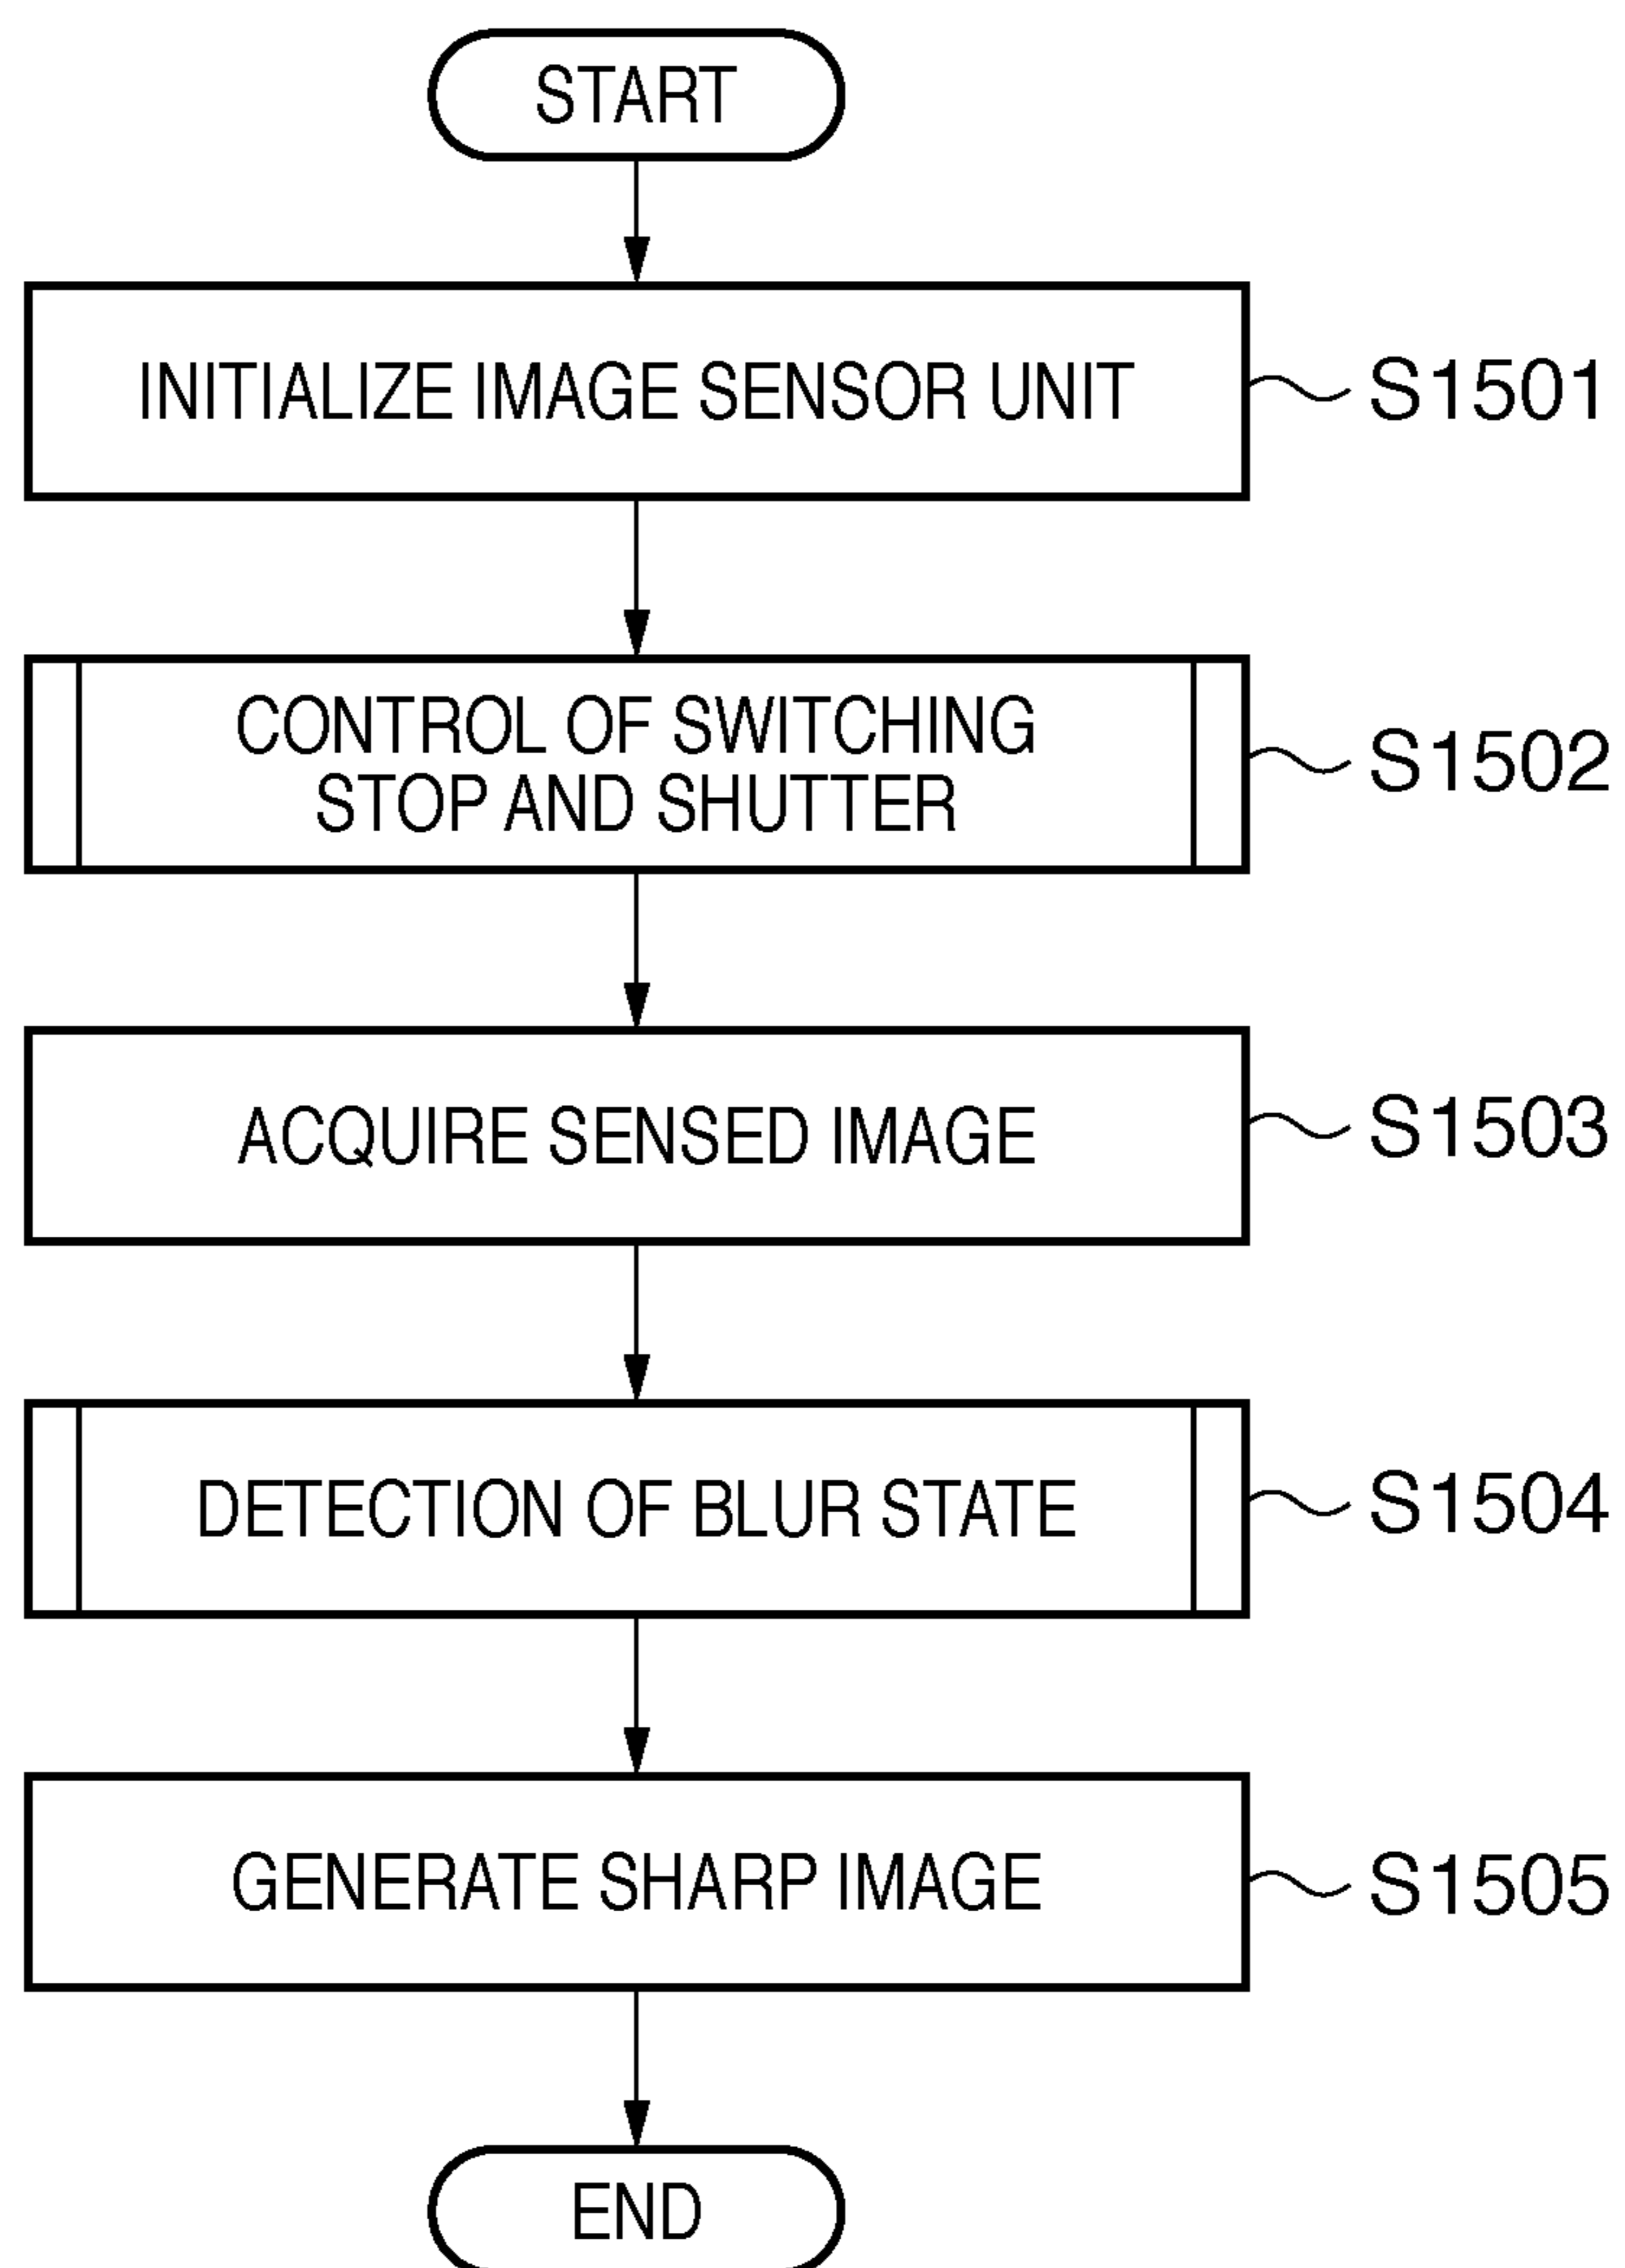 START
INITIALIZE IMAGE SENSOR UNIT
S1501
CONTROL OF SWITCHING
STOP AND SHUTTER
S1502
ACQUIRE SENSED IMAGE
S1503
DETECTION OF BLUR STATE
S1504
GENERATE SHARP IMAGE
S1505
END